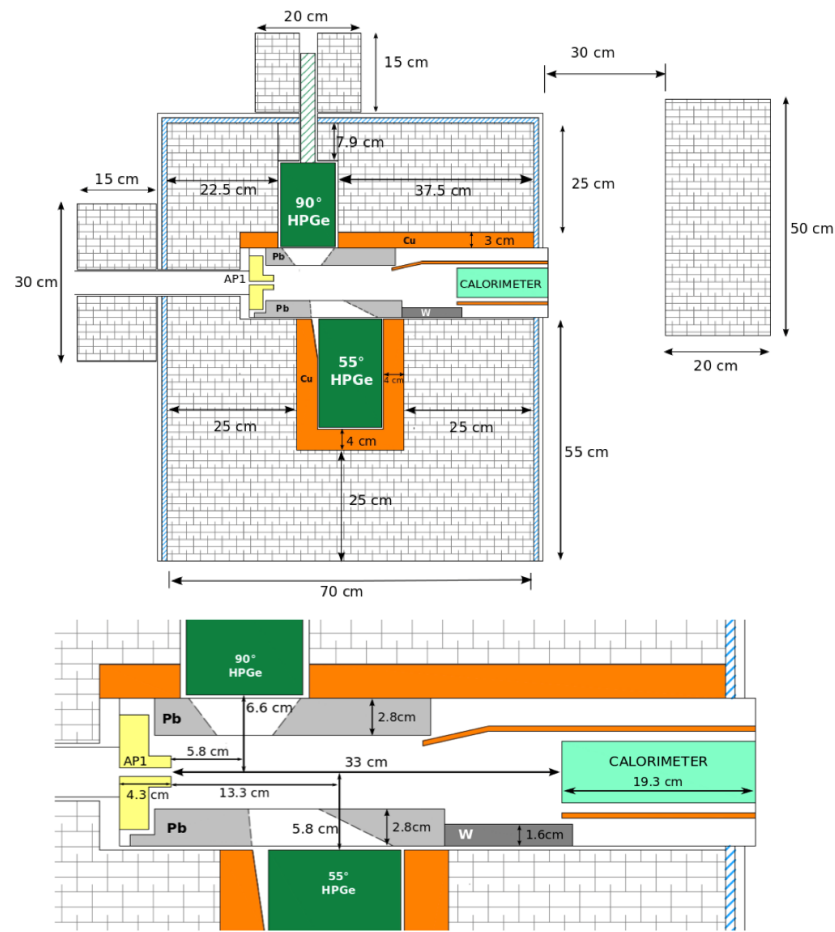 20 cm
30 cm
15 cm
7.9 cm
15 cm
22.5 cm
37.5 cm
25 cm
90°
HPGe
50 cm
Cu
3 cm
30 cm
Pb
AP1
CALORIMETER
Pb
W
55°
HPGe
Cu
4 cm
20 cm
25 cm
25 cm
4 cm
55 cm
25 cm
70 cm
90°
HPGe
6.6 cm
Pb
2.8cm
5.8 cm
AP1
33 cm
CALORIMETER
19.3 cm
4.3 cm
13.3 cm
Pb
5.8 cm
2.8cm
W
1.6cm
55°
HPGe